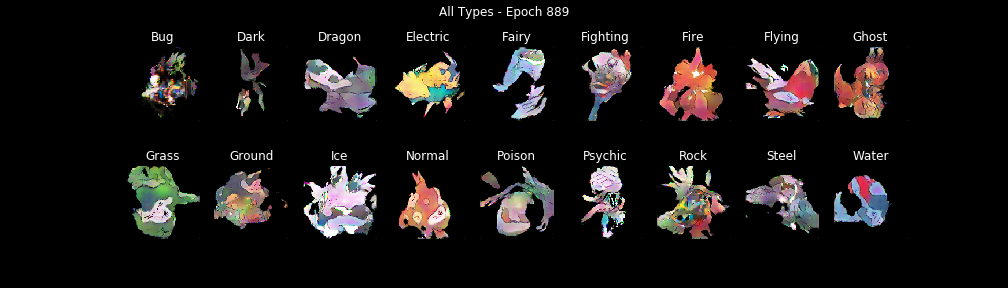 All Types - Epoch 889
Bug Dark Dragon Electric Fairy Fighting Fire Flying Ghost
Grass Ground Ice Normal Poison Psychic Rock Steel Water